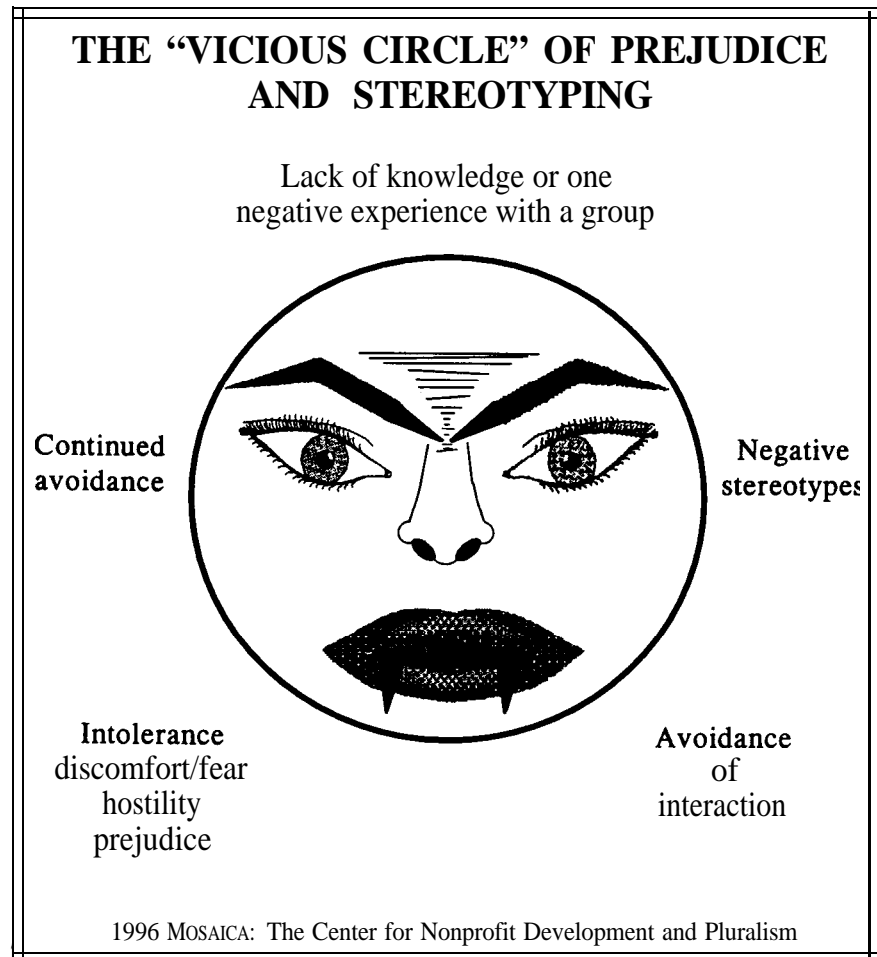 THE “VICIOUS CIRCLE” OF PREJUDICE
AND STEREOTYPING
Lack of knowledge or one
negative experience with a group
Continued
avoidance
Negative
stereotypes
Intolerance
discomfort/fear
hostility
prejudice
Avoidance
of
interaction
1996 MOSAICA: The Center for Nonprofit Development and Pluralism